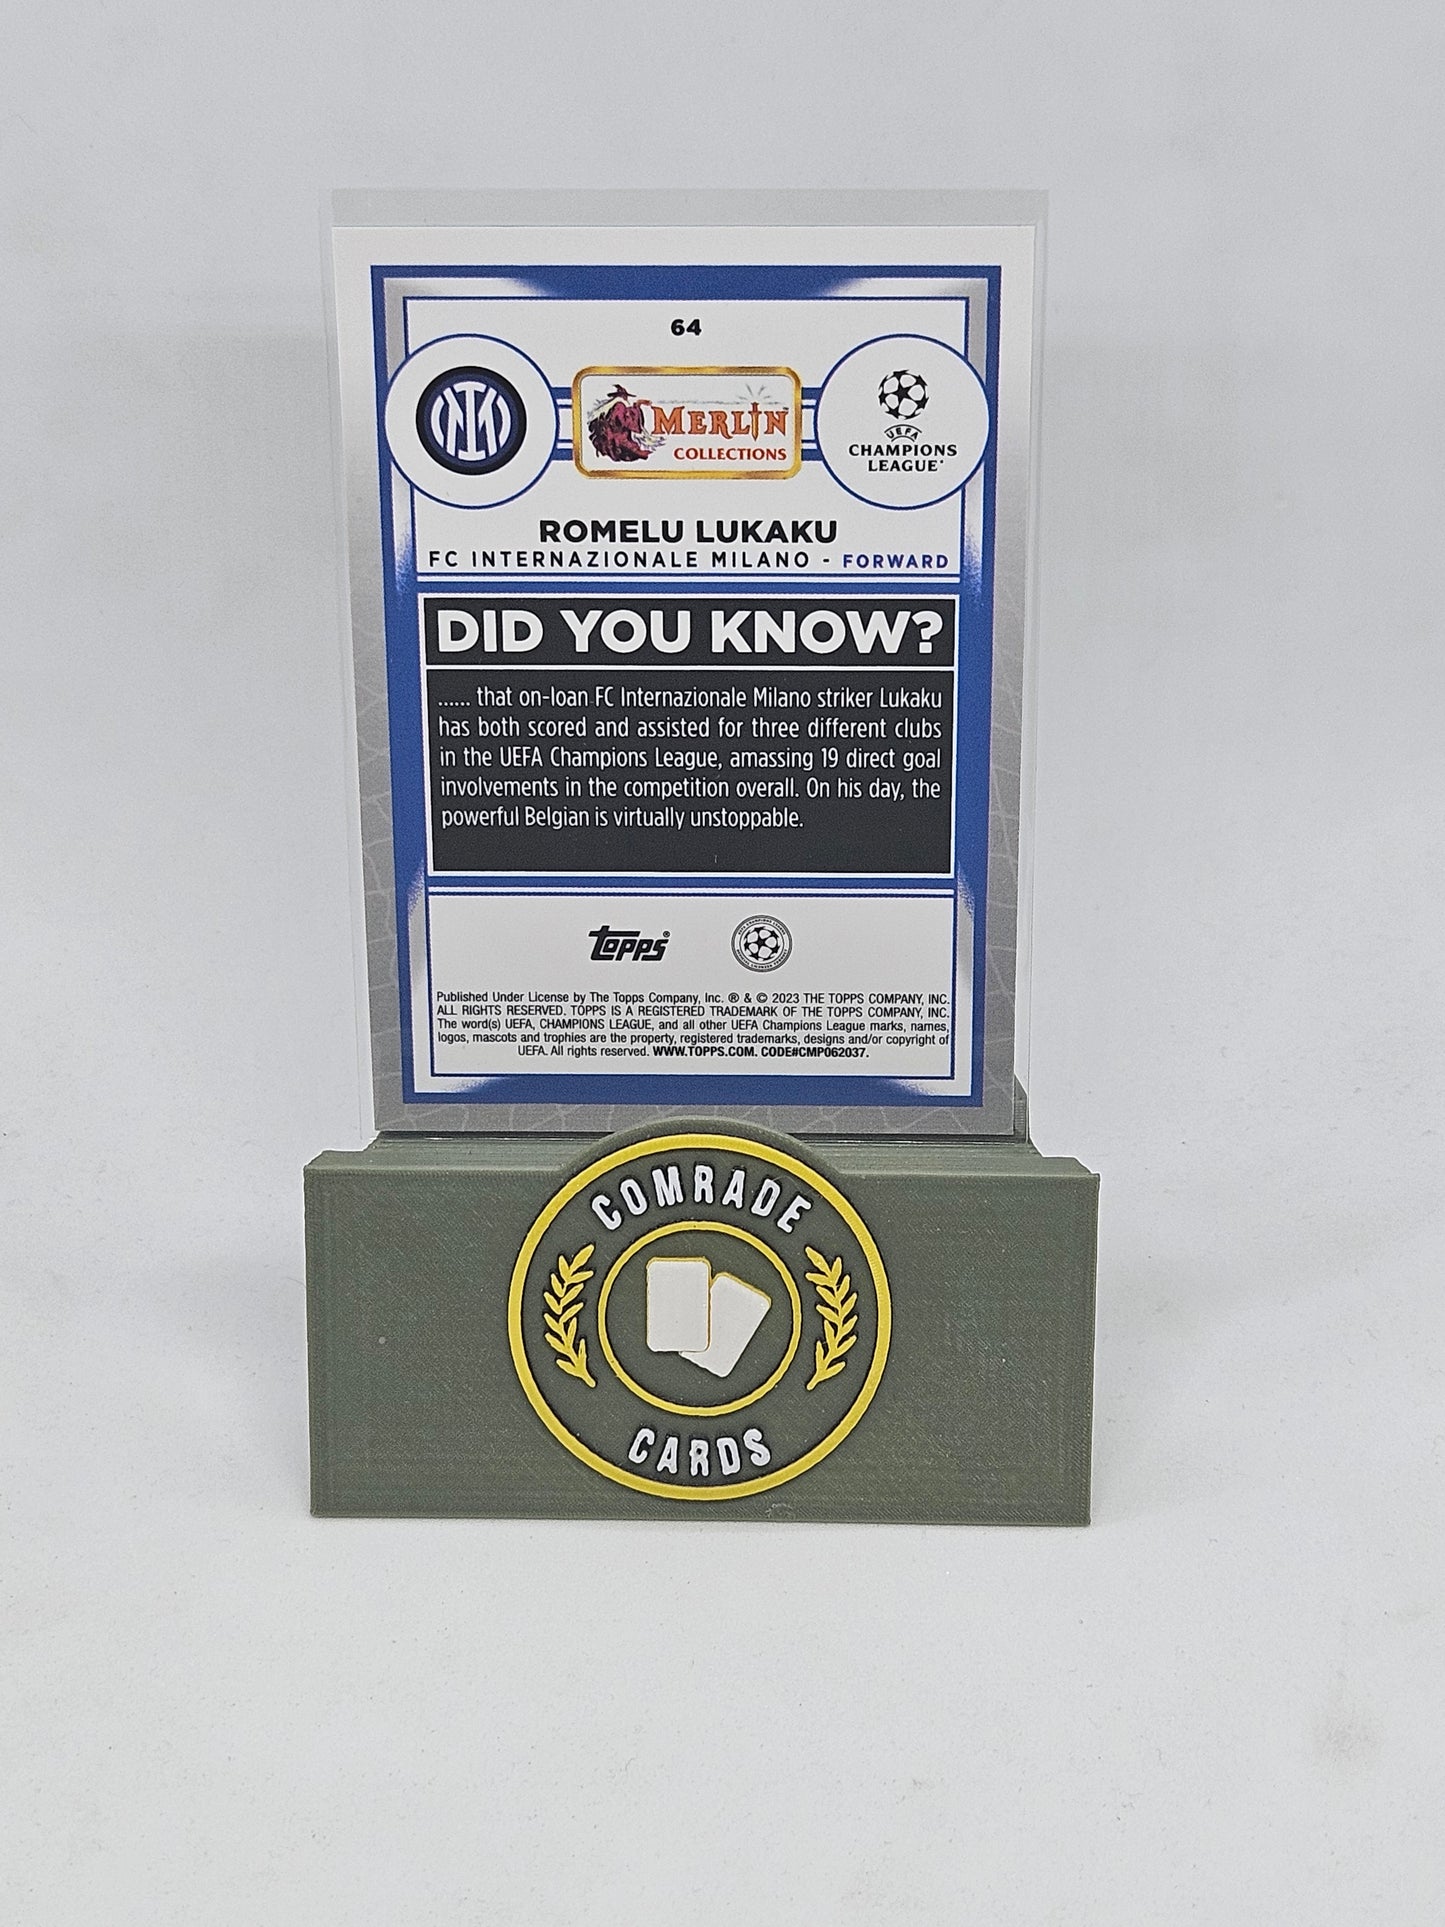 64
MERLIN
COLLECTIONS
UEFA
CHAMPIONS
LEAGUE
ROMELU LUKAKU
FC INTERNAZIONALE MILANO - FORWARD
DID YOU KNOW?
...... that on-loan FC Internazionale Milano striker Lukaku
has both scored and assisted for three different clubs
in the UEFA Champions League, amassing 19 direct goal
involvements in the competition overall. On his day, the
powerful Belgian is virtually unstoppable.
Topps®
Published Under License by The Topps Company, Inc. ® & © 2023 THE TOPPS COMPANY, INC.
ALL RIGHTS RESERVED. TOPPS IS A REGISTERED TRADEMARK OF THE TOPPS COMPANY, INC.
The word(s) UEFA, CHAMPIONS LEAGUE, and all other UEFA Champions League marks, names,
logos, mascots and trophies are the property, registered trademarks, designs and/or copyright of
UEFA. All rights reserved. WWW.TOPPS.COM. CODE#CMP062037.
COMRADE
CARDS